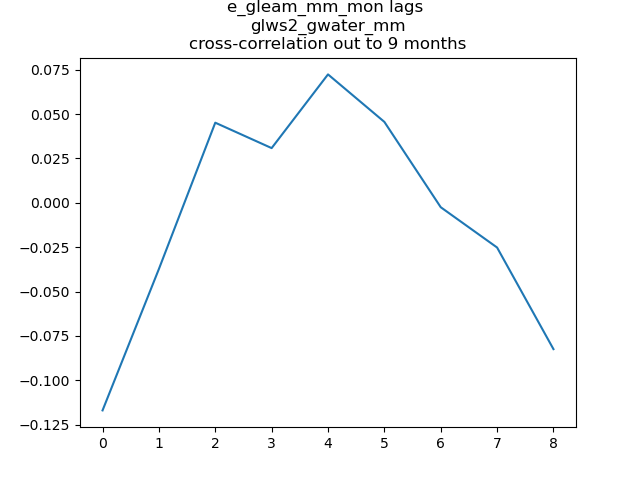 e_gleam_mm_mon lags
glws2_gwater_mm
cross-correlation out to 9 months
0.075
0.050
0.025
0.000
−0.025
−0.050
−0.075
−0.100
−0.125
0 1 2 3 4 5 6 7 8